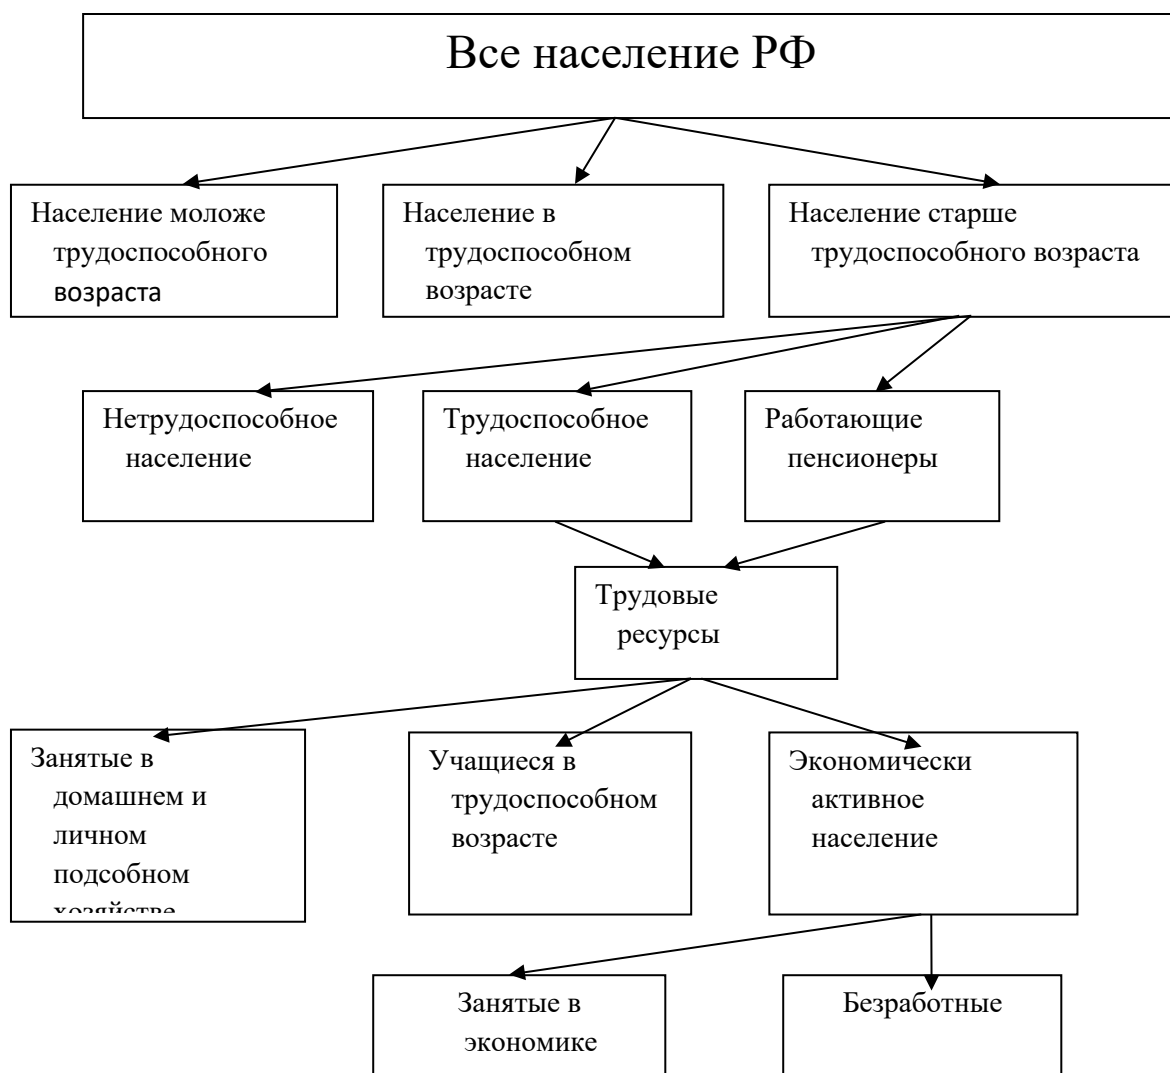 Все население РФ
Население моложе
трудоспособного
возраста
Население в
трудоспособном
возрасте
Население старше
трудоспособного возраста
Нетрудоспособное
население
Трудоспособное
население
Работающие
пенсионеры
Трудовые
ресурсы
Занятые в
домашнем и
личном
подсобном
хозяйстве
Учащиеся в
трудоспособном
возрасте
Экономически
активное
население
Занятые в
экономике
Безработные